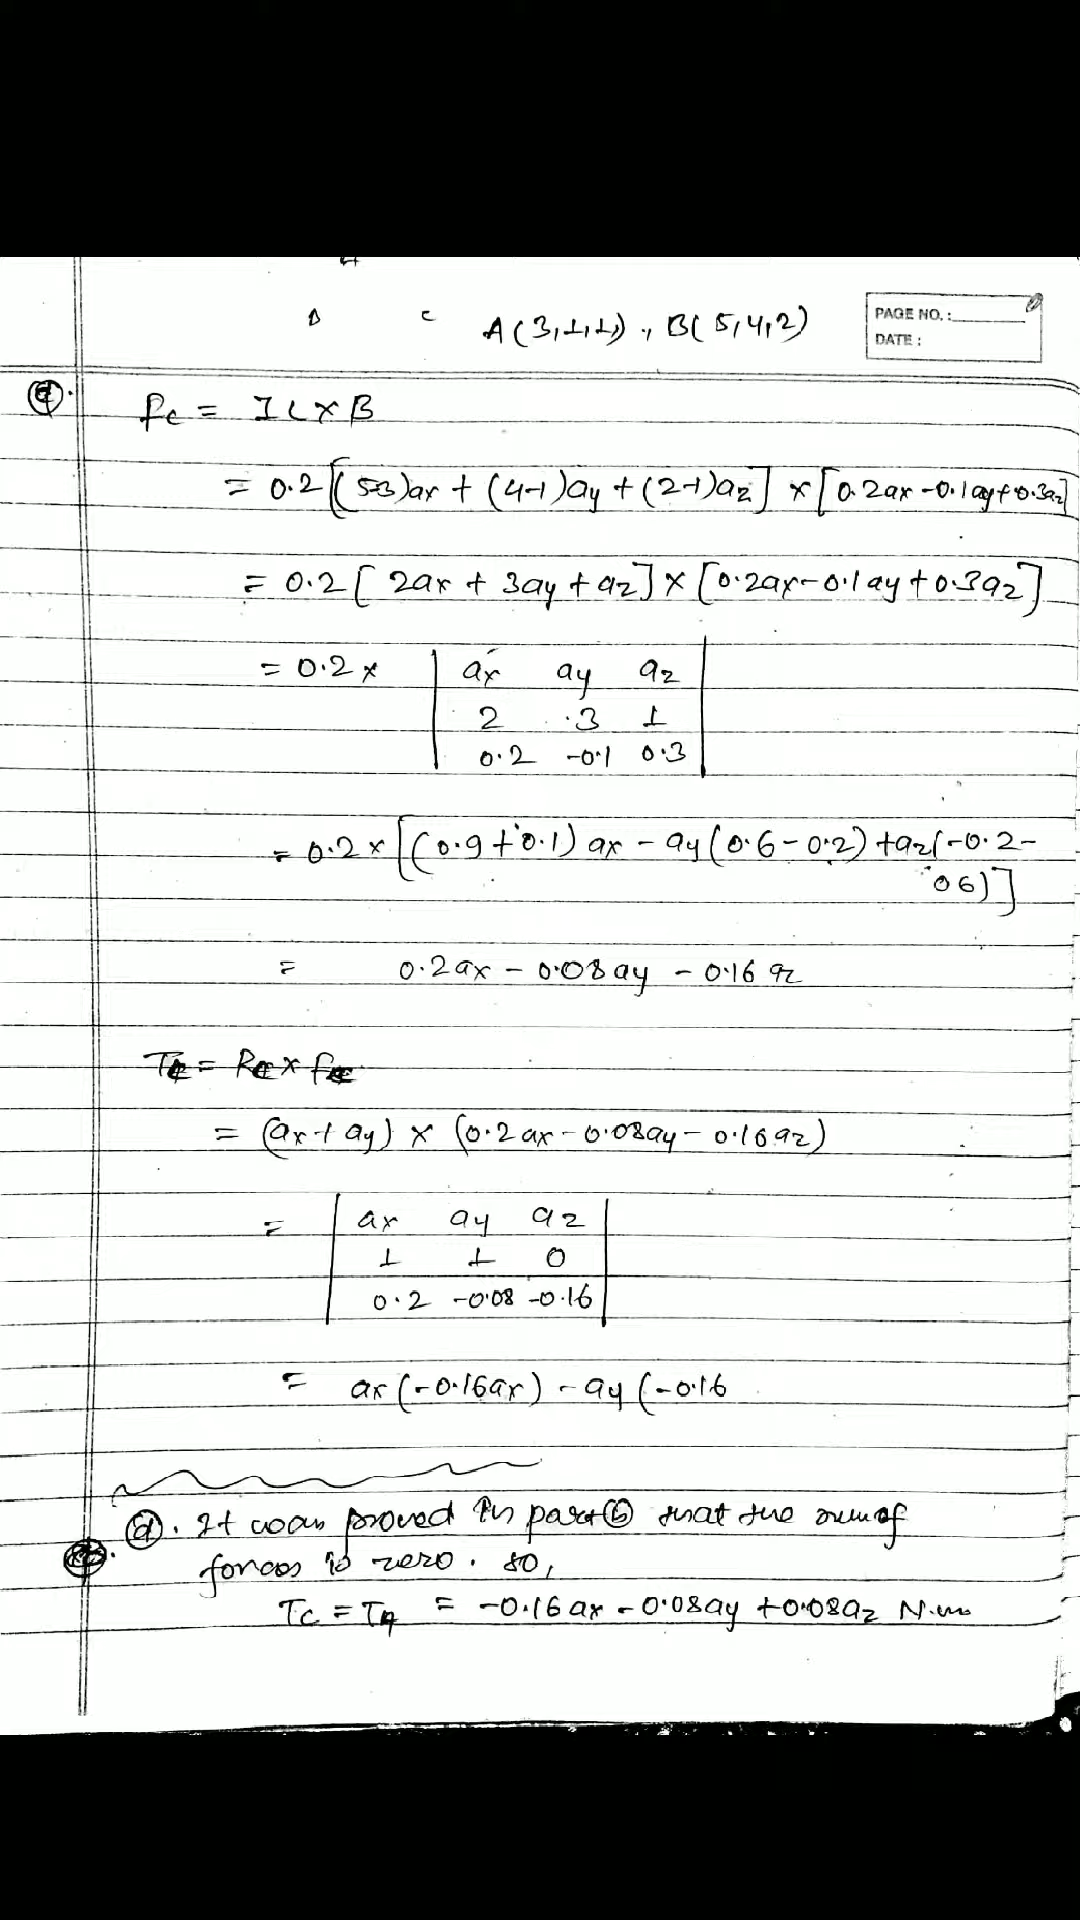 A(3,1,1)., B(5,4,2)
PAGE NO. :
DATE :
fc = IL×B
= 0.2[(5-3)ax + (4-1)ay + (2-1)az] × [0.2ax-0.1ay+0.3az]
= 0.2[2ax + 3ay + az] × [0.2ax-0.1ay+0.3az]
= 0.2 × | ax ay az |
2 3 1
0.2 -0.1 0.3
= 0.2×[(0.9+0.1)ax - ay(0.6-0.2)+az(-0.2-
06)]
= 0.2ax - 0.08ay - 0.16az
= (ax+ay) × (0.2ax-0.08ay-0.16az)
= | ax ay az |
1 1 0
0.2 -0.08 -0.16
= ax(-0.16ax) - ay(-0.16
(d). It was proved in part (b) that the sum of
forces is zero. so,
Tc = TA = -0.16ax - 0.08ay +0.08az N.m